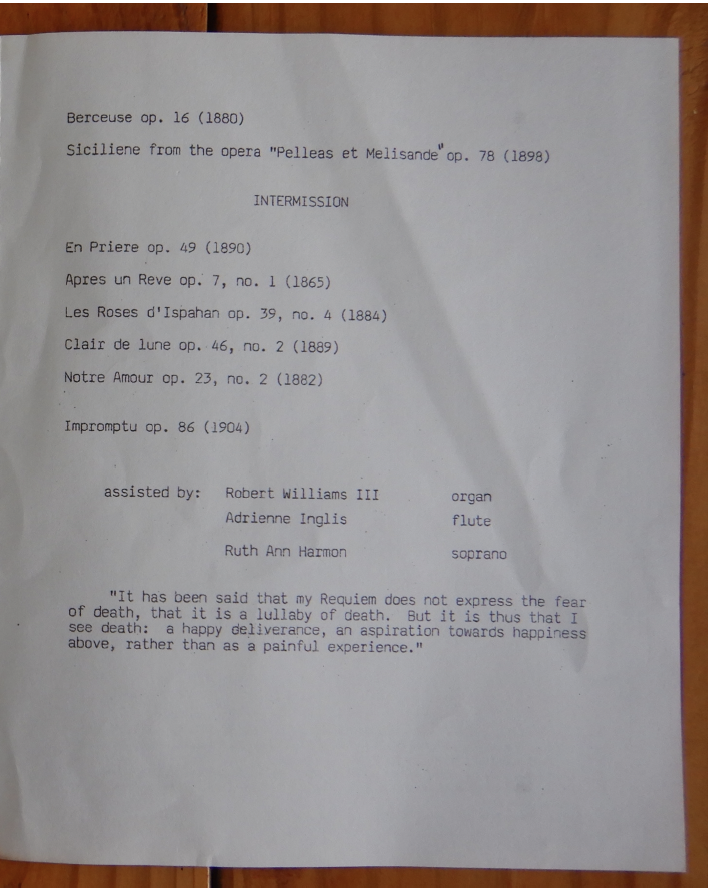 Berceuse op. 16 (1880)
Siciliene from the opera "Pelleas et Melisande" op. 78 (1898)
INTERMISSION
En Priere op. 49 (1890)
Apres un Reve op. 7, no. 1 (1865)
Les Roses d'Ispahan op. 39, no. 4 (1884)
Clair de lune op. 46, no. 2 (1889)
Notre Amour op. 23, no. 2 (1882)
Impromptu op. 86 (1904)
assisted by: Robert Williams III organ
Adrienne Inglis flute
Ruth Ann Harmon soprano
"It has been said that my Requiem does not express the fear
of death, that it is a lullaby of death. But it is thus that I
see death: a happy deliverance, an aspiration towards happiness
above, rather than as a painful experience."